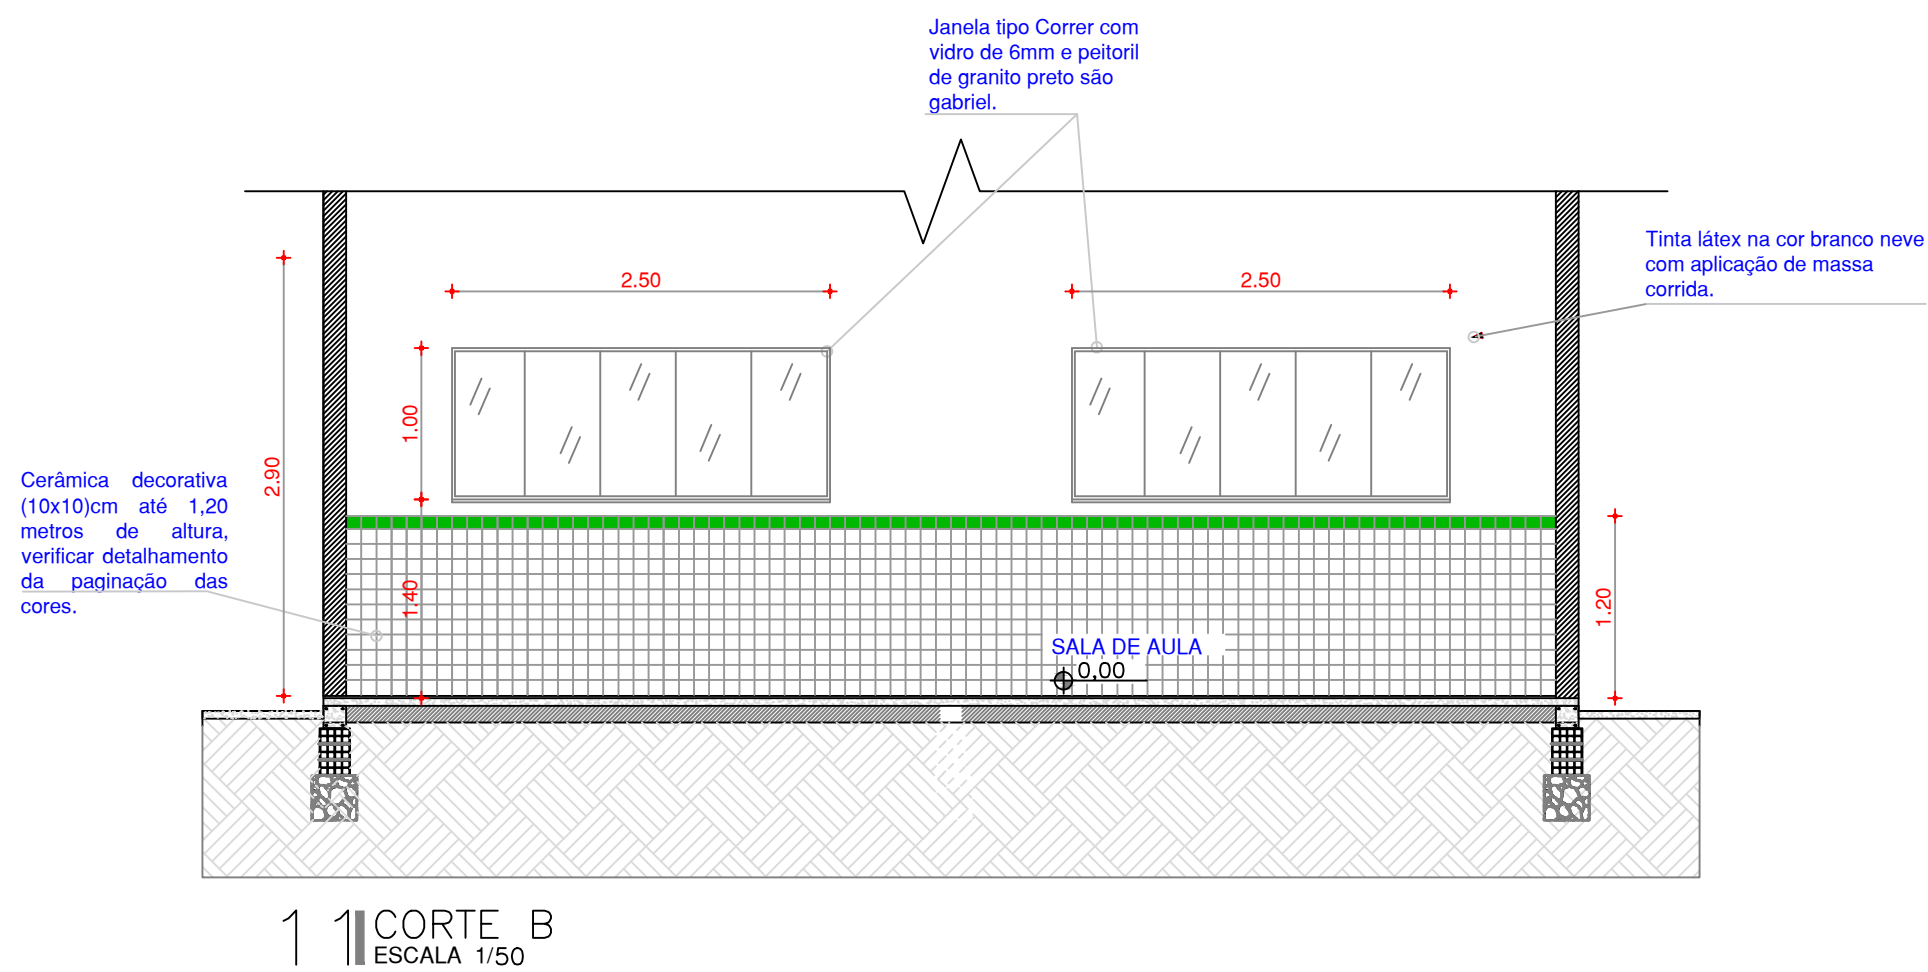 Janela tipo Correr com
vidro de 6mm e peitoril
de granito preto são
gabriel.
Tinta látex na cor branco neve
com aplicação de massa
corrida.
2.50
2.50
1.00
2.90
Cerâmica decorativa
(10x10)cm até 1,20
metros de altura,
verificar detalhamento
da paginação das
cores.
1.40
1.20
SALA DE AULA
0,00
1 1 CORTE B
ESCALA 1/50